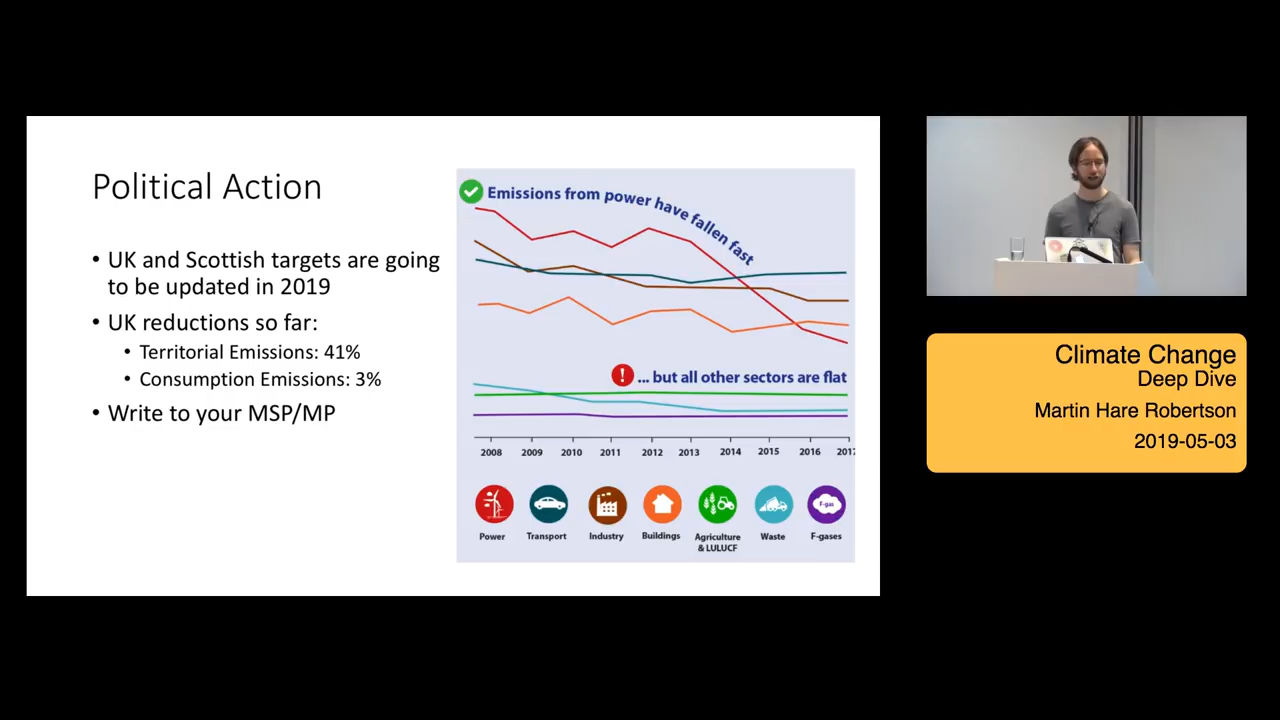 Political Action
• UK and Scottish targets are going
to be updated in 2019
• UK reductions so far:
• Territorial Emissions: 41%
• Consumption Emissions: 3%
• Write to your MSP/MP
Emissions from power have fallen fast
! ... but all other sectors are flat
2008 2009 2010 2011 2012 2013 2014 2015 2016 2017
F-gas
Power Transport Industry Buildings Agriculture & LULUCF Waste F-gases
Climate Change
Deep Dive
Martin Hare Robertson
2019-05-03